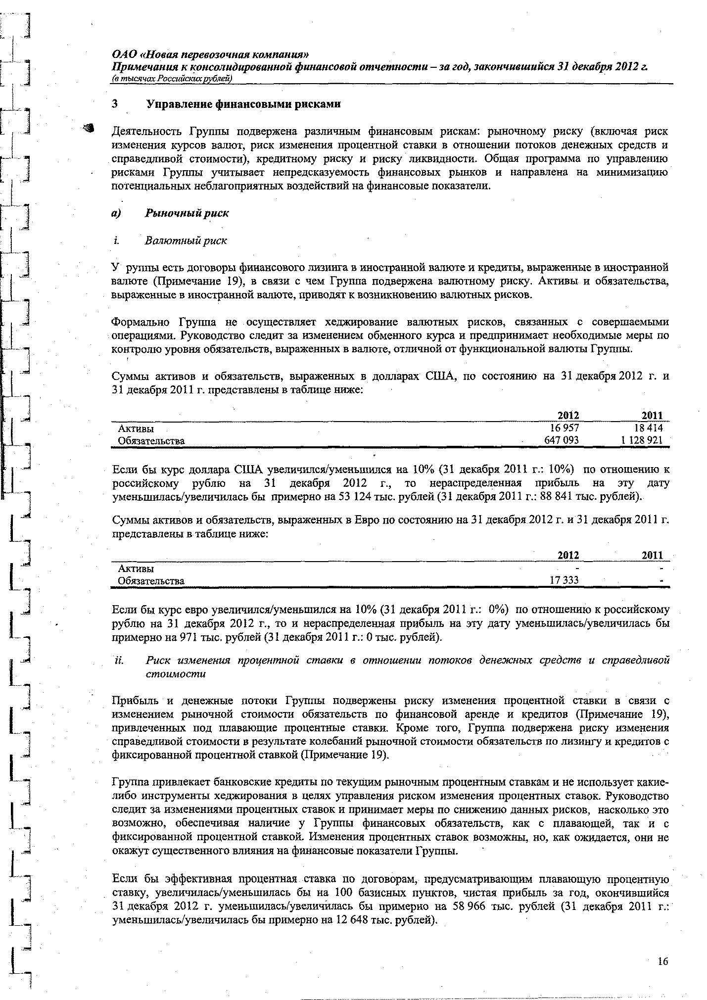 ОАО «Новая перевозочная компания»
Примечания к консолидированной финансовой отчетности – за год, закончившийся 31 декабря 2012 г.
(в тысячах Российских рублей)
3 Управление финансовыми рисками
Деятельность Группы подвержена различным финансовым рискам: рыночному риску (включая риск
изменения курсов валют, риск изменения процентной ставки в отношении потоков денежных средств и
справедливой стоимости), кредитному риску и риску ликвидности. Общая программа по управлению
рисками Группы учитывает непредсказуемость финансовых рынков и направлена на минимизацию
потенциальных неблагоприятных воздействий на финансовые показатели.
а) Рыночный риск
i. Валютный риск
У руппы есть договоры финансового лизинга в иностранной валюте и кредиты, выраженные в иностранной
валюте (Примечание 19), в связи с чем Группа подвержена валютному риску. Активы и обязательства,
выраженные в иностранной валюте, приводят к возникновению валютных рисков.
Формально Группа не осуществляет хеджирование валютных рисков, связанных с совершаемыми
операциями. Руководство следит за изменением обменного курса и предпринимает необходимые меры по
контролю уровня обязательств, выраженных в валюте, отличной от функциональной валюты Группы.
Суммы активов и обязательств, выраженных в долларах США, по состоянию на 31 декабря 2012 г. и
31 декабря 2011 г. представлены в таблице ниже:
2012 2011
Активы 16 957 18 414
Обязательства 647 093 1 128 921
Если бы курс доллара США увеличился/уменьшился на 10% (31 декабря 2011 г.: 10%) по отношению к
российскому рублю на 31 декабря 2012 г., то нераспределенная прибыль на эту дату
уменьшилась/увеличилась бы примерно на 53 124 тыс. рублей (31 декабря 2011 г.: 88 841 тыс. рублей).
Суммы активов и обязательств, выраженных в Евро по состоянию на 31 декабря 2012 г. и 31 декабря 2011 г.
представлены в таблице ниже:
2012 2011
Активы - -
Обязательства 17 333 -
Если бы курс евро увеличился/уменьшился на 10% (31 декабря 2011 г.: 0%) по отношению к российскому
рублю на 31 декабря 2012 г., то и нераспределенная прибыль на эту дату уменьшилась/увеличилась бы
примерно на 971 тыс. рублей (31 декабря 2011 г.: 0 тыс. рублей).
ii. Риск изменения процентной ставки в отношении потоков денежных средств и справедливой
стоимости
Прибыль и денежные потоки Группы подвержены риску изменения процентной ставки в связи с
изменением рыночной стоимости обязательств по финансовой аренде и кредитов (Примечание 19),
привлеченных под плавающие процентные ставки. Кроме того, Группа подвержена риску изменения
справедливой стоимости в результате колебаний рыночной стоимости обязательств по лизингу и кредитов с
фиксированной процентной ставкой (Примечание 19).
Группа привлекает банковские кредиты по текущим рыночным процентным ставкам и не использует какие-
либо инструменты хеджирования в целях управления риском изменения процентных ставок. Руководство
следит за изменениями процентных ставок и принимает меры по снижению данных рисков, насколько это
возможно, обеспечивая наличие у Группы финансовых обязательств, как с плавающей, так и с
фиксированной процентной ставкой. Изменения процентных ставок возможны, но, как ожидается, они не
окажут существенного влияния на финансовые показатели Группы.
Если бы эффективная процентная ставка по договорам, предусматривающим плавающую процентную
ставку, увеличилась/уменьшилась бы на 100 базисных пунктов, чистая прибыль за год, окончившийся
31 декабря 2012 г. уменьшилась/увеличилась бы примерно на 58 966 тыс. рублей (31 декабря 2011 г.:
уменьшилась/увеличилась бы примерно на 12 648 тыс. рублей).
16